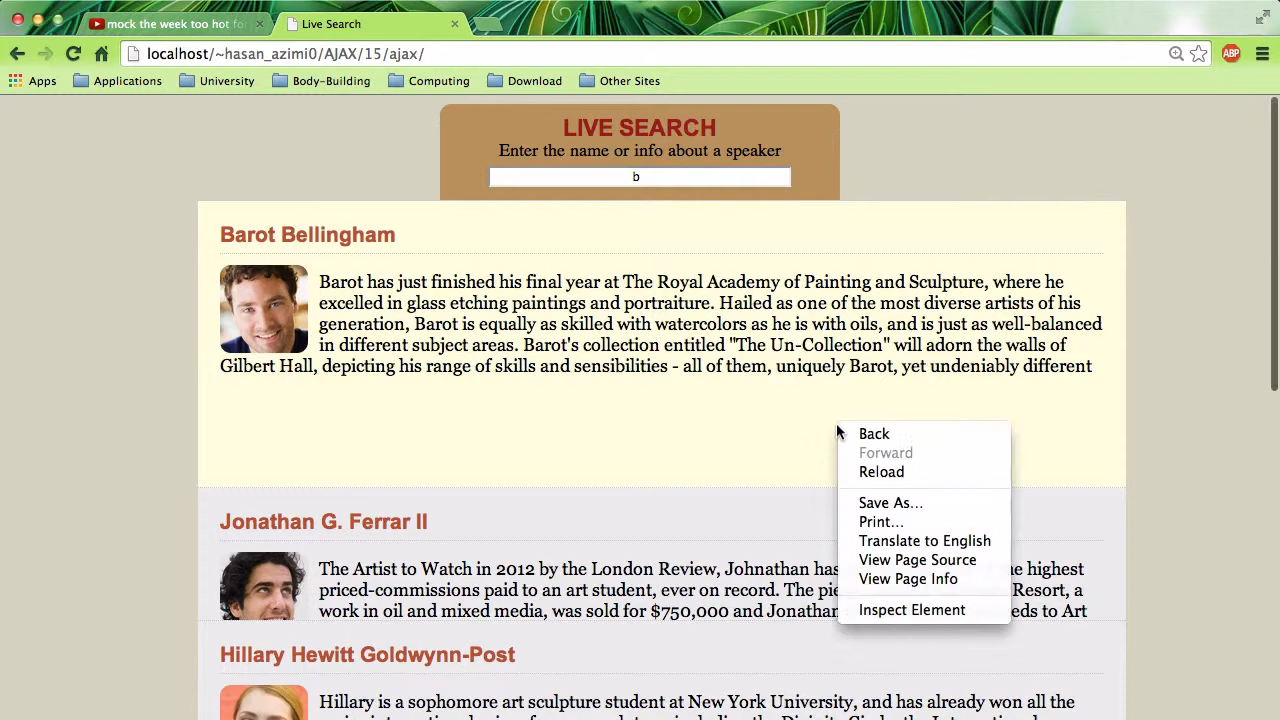 mock the week too hot for
Live Search
localhost/~hasan_azimi0/AJAX/15/ajax/
ABP
Apps Applications University Body-Building Computing Download Other Sites
LIVE SEARCH
Enter the name or info about a speaker
b
Barot Bellingham
Barot has just finished his final year at The Royal Academy of Painting and Sculpture, where he
excelled in glass etching paintings and portraiture. Hailed as one of the most diverse artists of his
generation, Barot is equally as skilled with watercolors as he is with oils, and is just as well-balanced
in different subject areas. Barot's collection entitled "The Un-Collection" will adorn the walls of
Gilbert Hall, depicting his range of skills and sensibilities - all of them, uniquely Barot, yet undeniably different
Back
Forward
Reload
Save As...
Print...
Translate to English
View Page Source
View Page Info
Inspect Element
Jonathan G. Ferrar II
The Artist to Watch in 2012 by the London Review, Johnathan has highest
priced-commissions paid to an art student, ever on record. The Resort, a
work in oil and mixed media, was sold for $750,000 and Jonathan to Art
Hillary Hewitt Goldwynn-Post
Hillary is a sophomore art sculpture student at New York University, and has already won all the